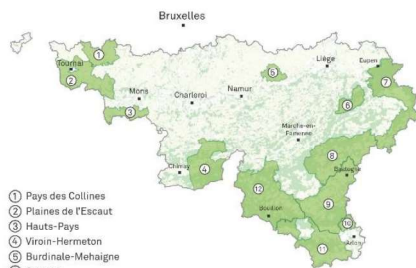 Bruxelles
①
Tournai
②
Mons
③
Charleroi
Namur
⑤
Liège
Eupen
⑦
⑥
Marche-en-Famenne
④
Chimay
⑧
Bastogne
⑨
⑫
Bouillon
⑩
Arlon
⑪
① Pays des Collines
② Plaines de l'Escaut
③ Hauts-Pays
④ Viroin-Hermeton
⑤ Burdinale-Mehaigne